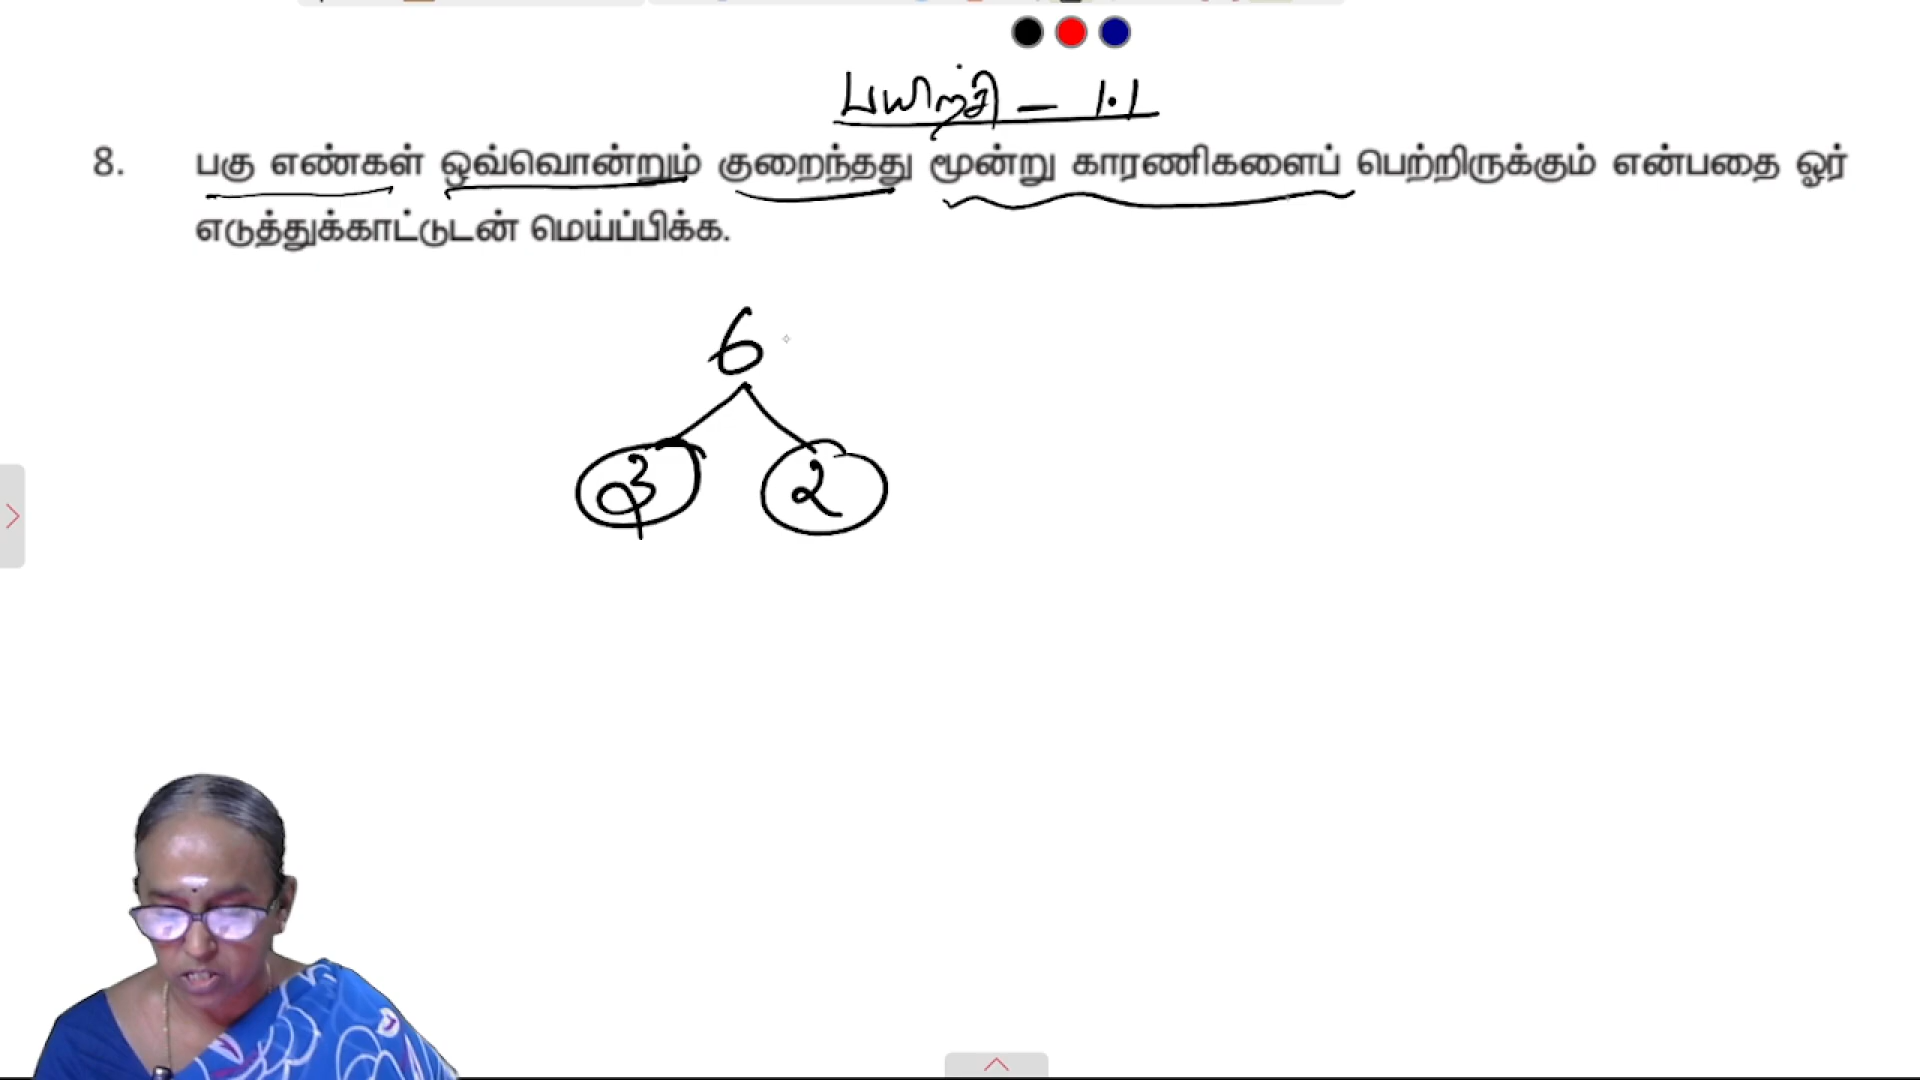 பயிற்சி - 1.1
8. பகு எண்கள் ஒவ்வொன்றும் குறைந்தது மூன்று காரணிகளைப் பெற்றிருக்கும் என்பதை ஓர்
எடுத்துக்காட்டுடன் மெய்ப்பிக்க.
6
3 2